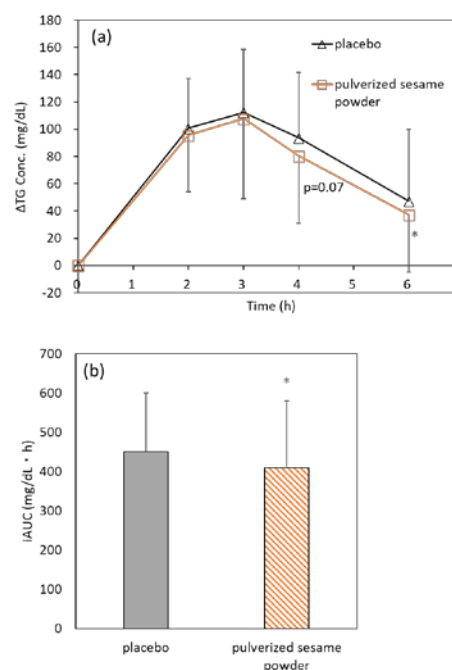 (a)
placebo
pulverized sesame
powder
180
160
140
120
100
80
60
40
20
0
-20
ΔTG Conc. (mg/dL)
p=0.07
*
0 1 2 3 4 5 6
Time (h)
(b)
700
600
500
400
300
200
100
0
iAUC (mg/dL・h)
*
placebo
pulverized sesame
powder